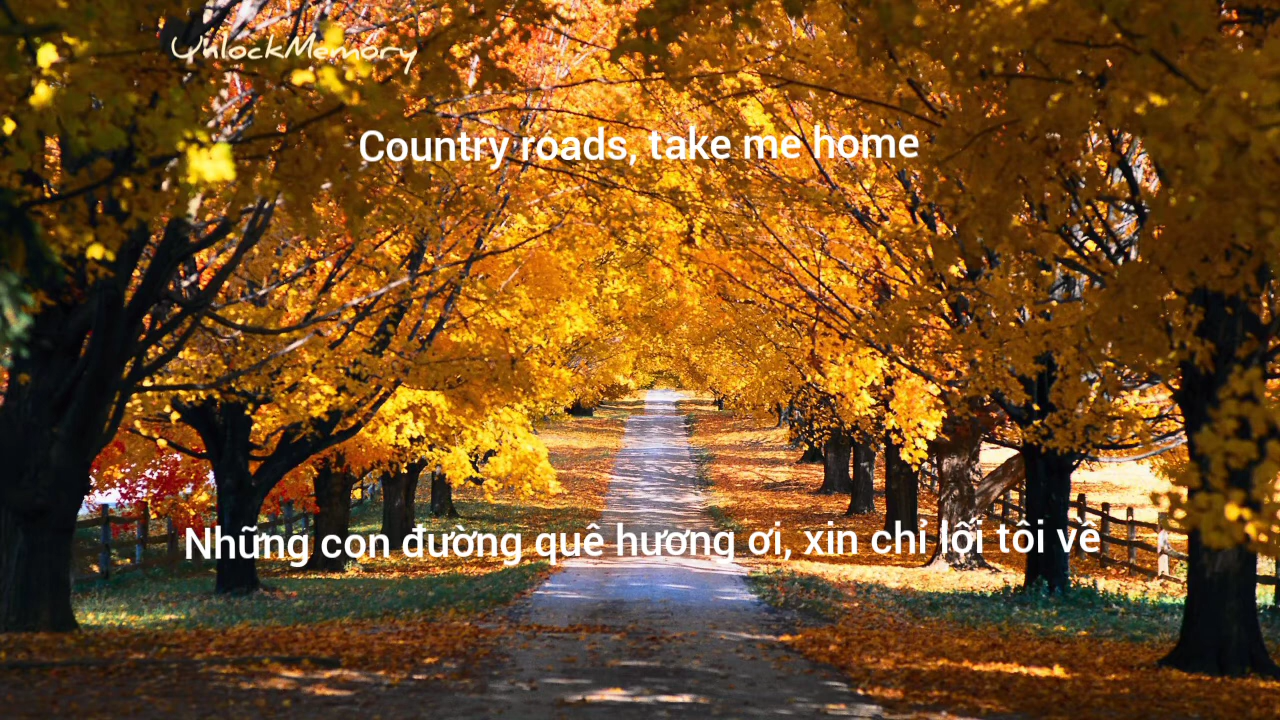 UnlockMemory
Country roads, take me home
Những con đường quê hương ơi, xin chỉ lối tôi về